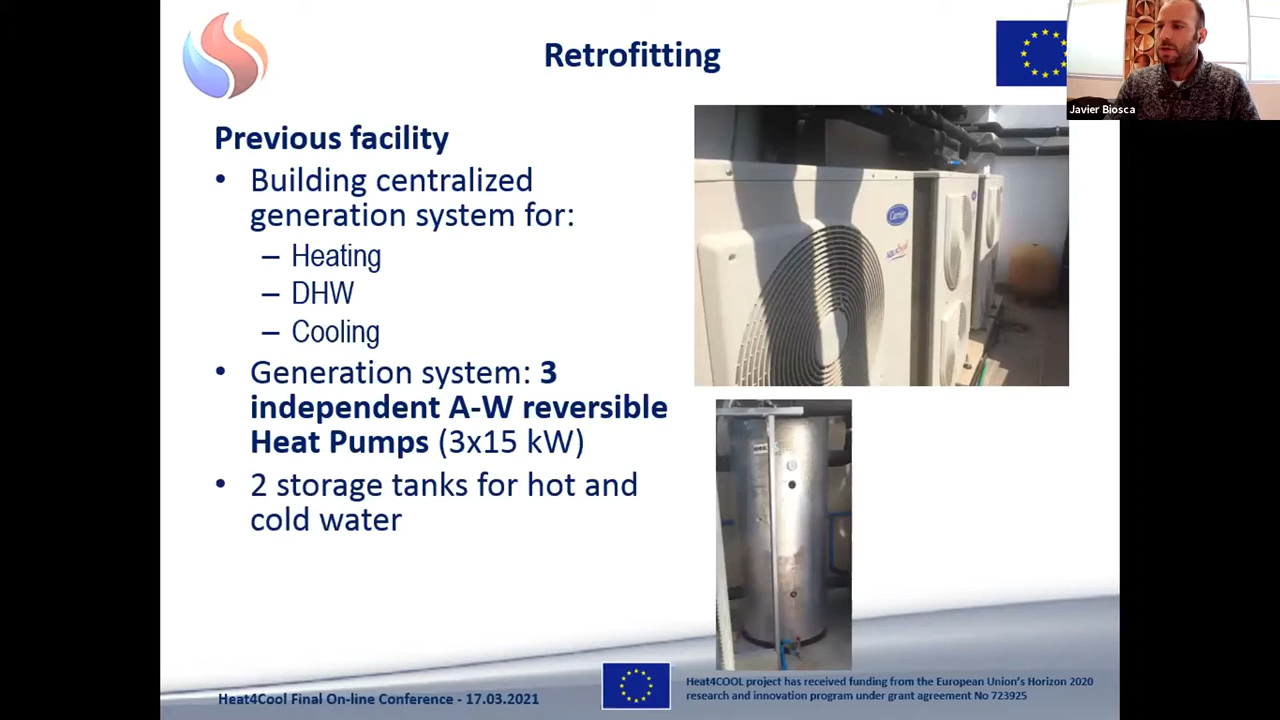 Retrofitting
Javier Biosca
Previous facility
• Building centralized
generation system for:
– Heating
– DHW
– Cooling
• Generation system: 3
independent A-W reversible
Heat Pumps (3x15 kW)
• 2 storage tanks for hot and
cold water
Carrier
Heat4Cool Final On-line Conference - 17.03.2021
Heat4COOL project has received funding from the European Union's Horizon 2020
research and innovation program under grant agreement No 723925